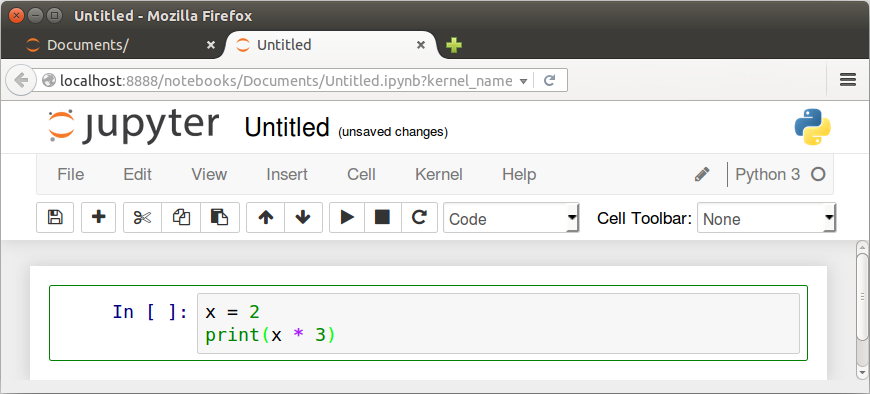 Untitled - Mozilla Firefox
Documents/ Untitled
localhost:8888/notebooks/Documents/Untitled.ipynb?kernel_name
jupyter Untitled (unsaved changes)
File Edit View Insert Cell Kernel Help Python 3
Code Cell Toolbar: None
In [ ]: x = 2
print(x * 3)